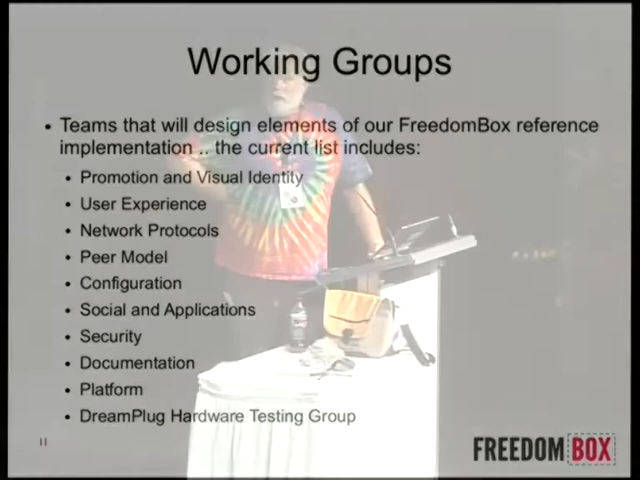 Working Groups
• Teams that will design elements of our FreedomBox reference
implementation .. the current list includes:
• Promotion and Visual Identity
• User Experience
• Network Protocols
• Peer Model
• Configuration
• Social and Applications
• Security
• Documentation
• Platform
• DreamPlug Hardware Testing Group
11
FREEDOMBOX